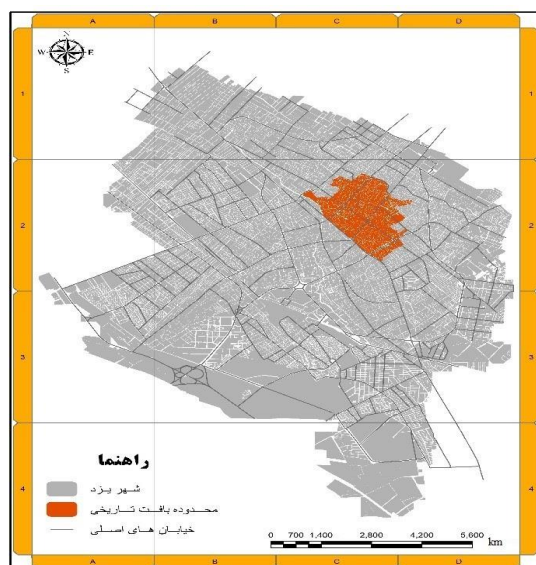 N
W E
S
1
1
2
2
3
3
4
4
راهنما
شهر یزد
محدوده بافت تاریخی
خیابان های اصلی
0 700 1,400 2,800 4,200 5,600 km
A B C D